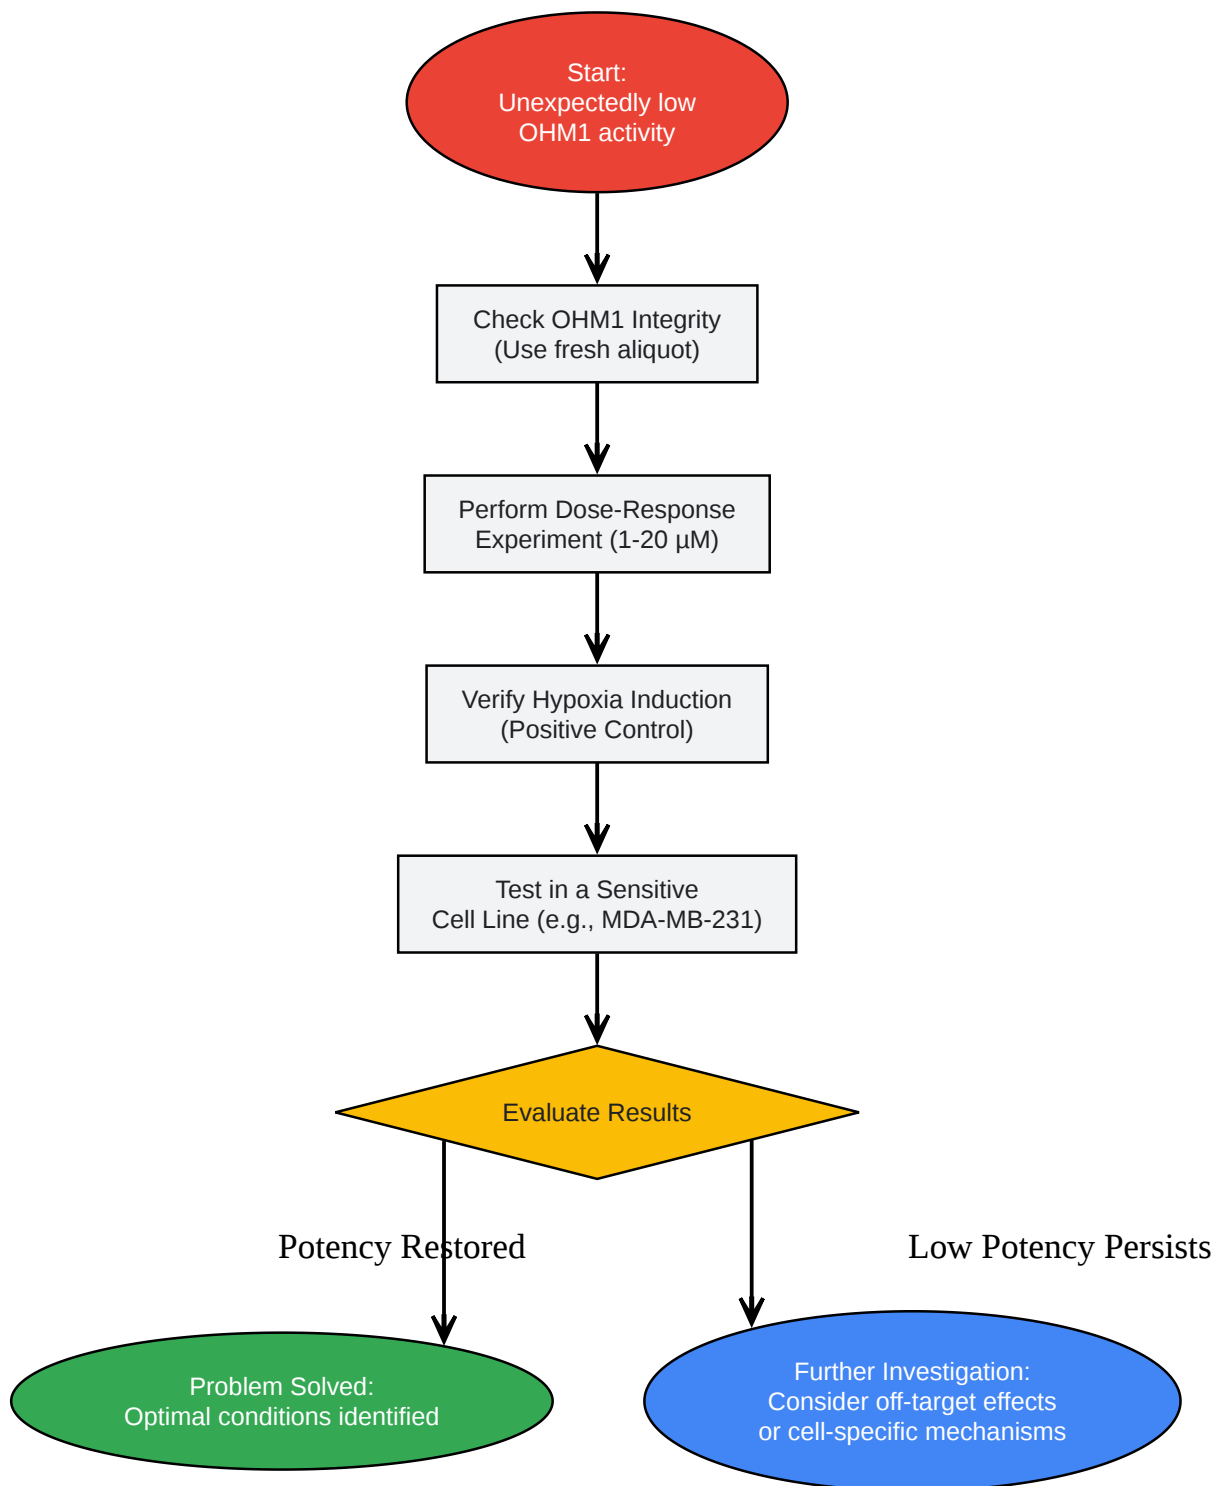 Start:
Unexpectedly low
OHM1 activity
Check OHM1 Integrity
(Use fresh aliquot)
Perform Dose-Response
Experiment (1-20 µM)
Verify Hypoxia Induction
(Positive Control)
Test in a Sensitive
Cell Line (e.g., MDA-MB-231)
Evaluate Results
Potency Restored
Low Potency Persists
Problem Solved:
Optimal conditions identified
Further Investigation:
Consider off-target effects
or cell-specific mechanisms